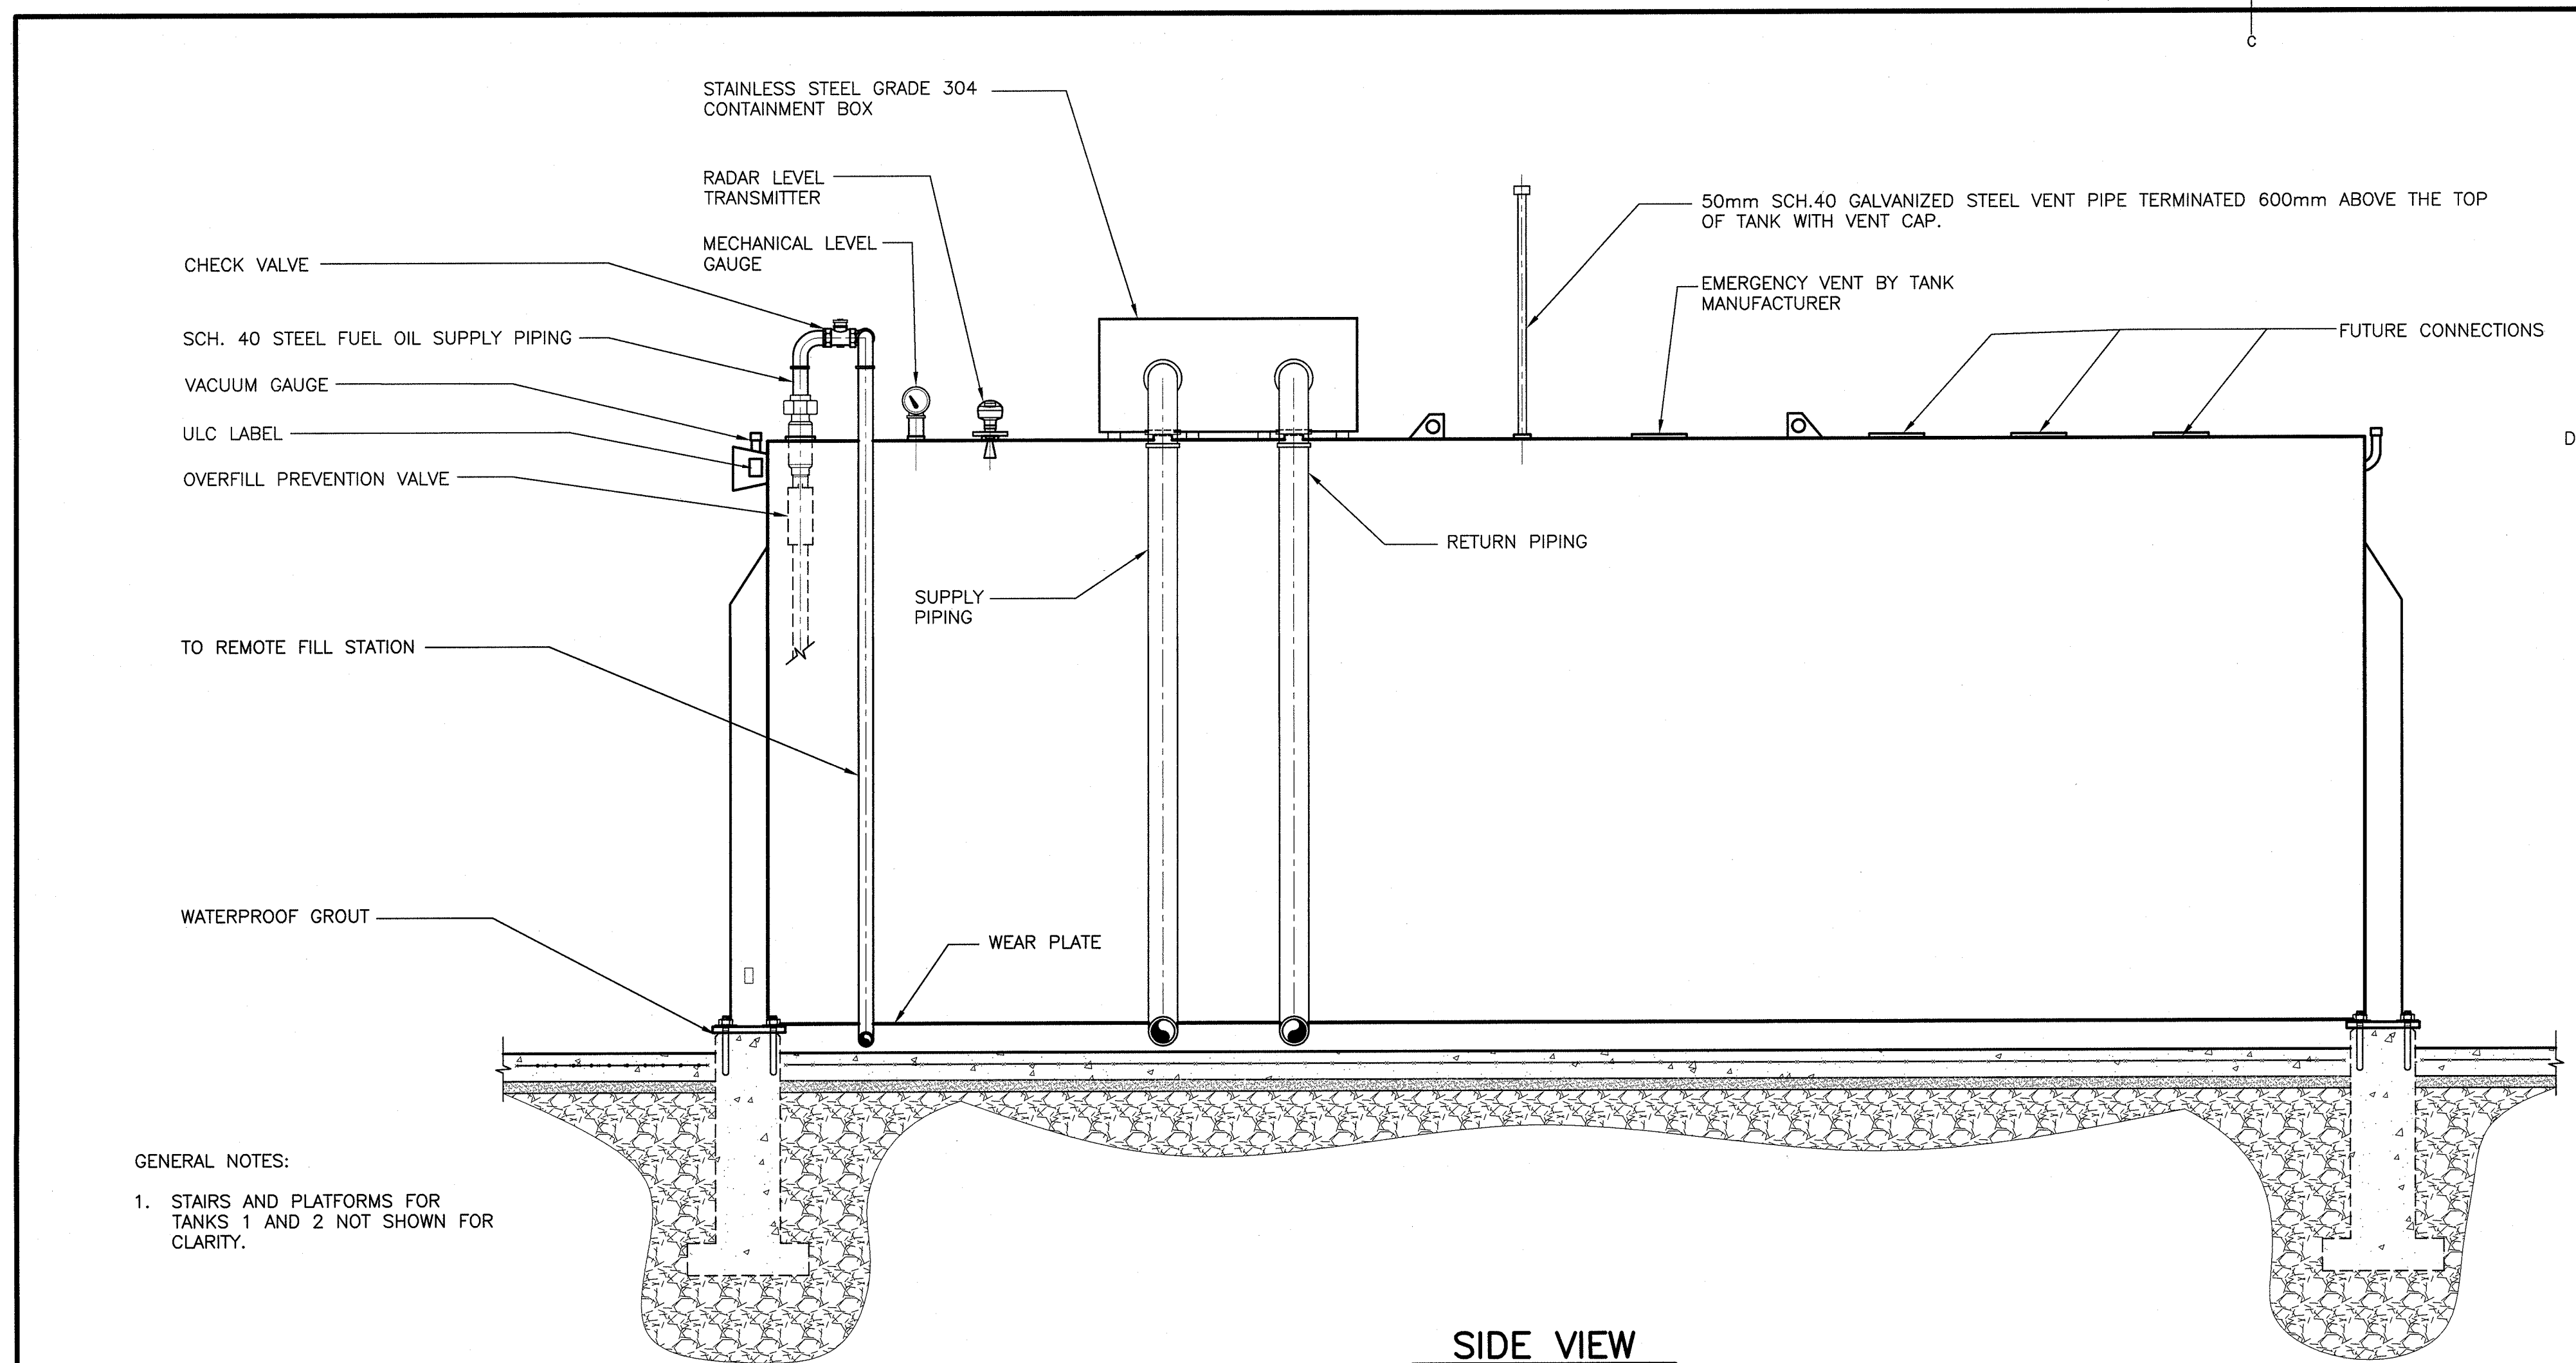 C
STAINLESS STEEL GRADE 304
CONTAINMENT BOX
RADAR LEVEL
TRANSMITTER
50mm SCH.40 GALVANIZED STEEL VENT PIPE TERMINATED 600mm ABOVE THE TOP
OF TANK WITH VENT CAP.
MECHANICAL LEVEL
GAUGE
CHECK VALVE
EMERGENCY VENT BY TANK
MANUFACTURER
SCH. 40 STEEL FUEL OIL SUPPLY PIPING
FUTURE CONNECTIONS
VACUUM GAUGE
ULC LABEL
D
OVERFILL PREVENTION VALVE
RETURN PIPING
SUPPLY
PIPING
TO REMOTE FILL STATION
WATERPROOF GROUT
WEAR PLATE
GENERAL NOTES:
1. STAIRS AND PLATFORMS FOR
TANKS 1 AND 2 NOT SHOWN FOR
CLARITY.
SIDE VIEW